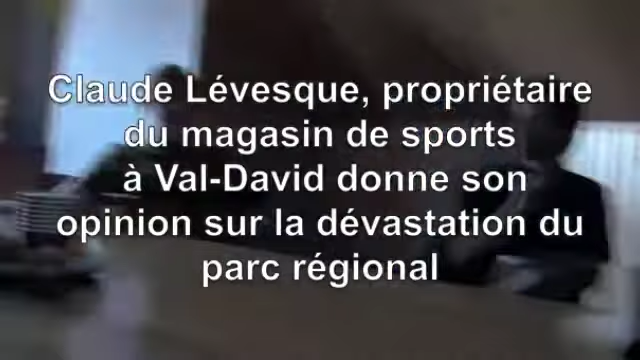 Claude Lévesque, propriétaire
du magasin de sports
à Val-David donne son
opinion sur la dévastation du
parc régional